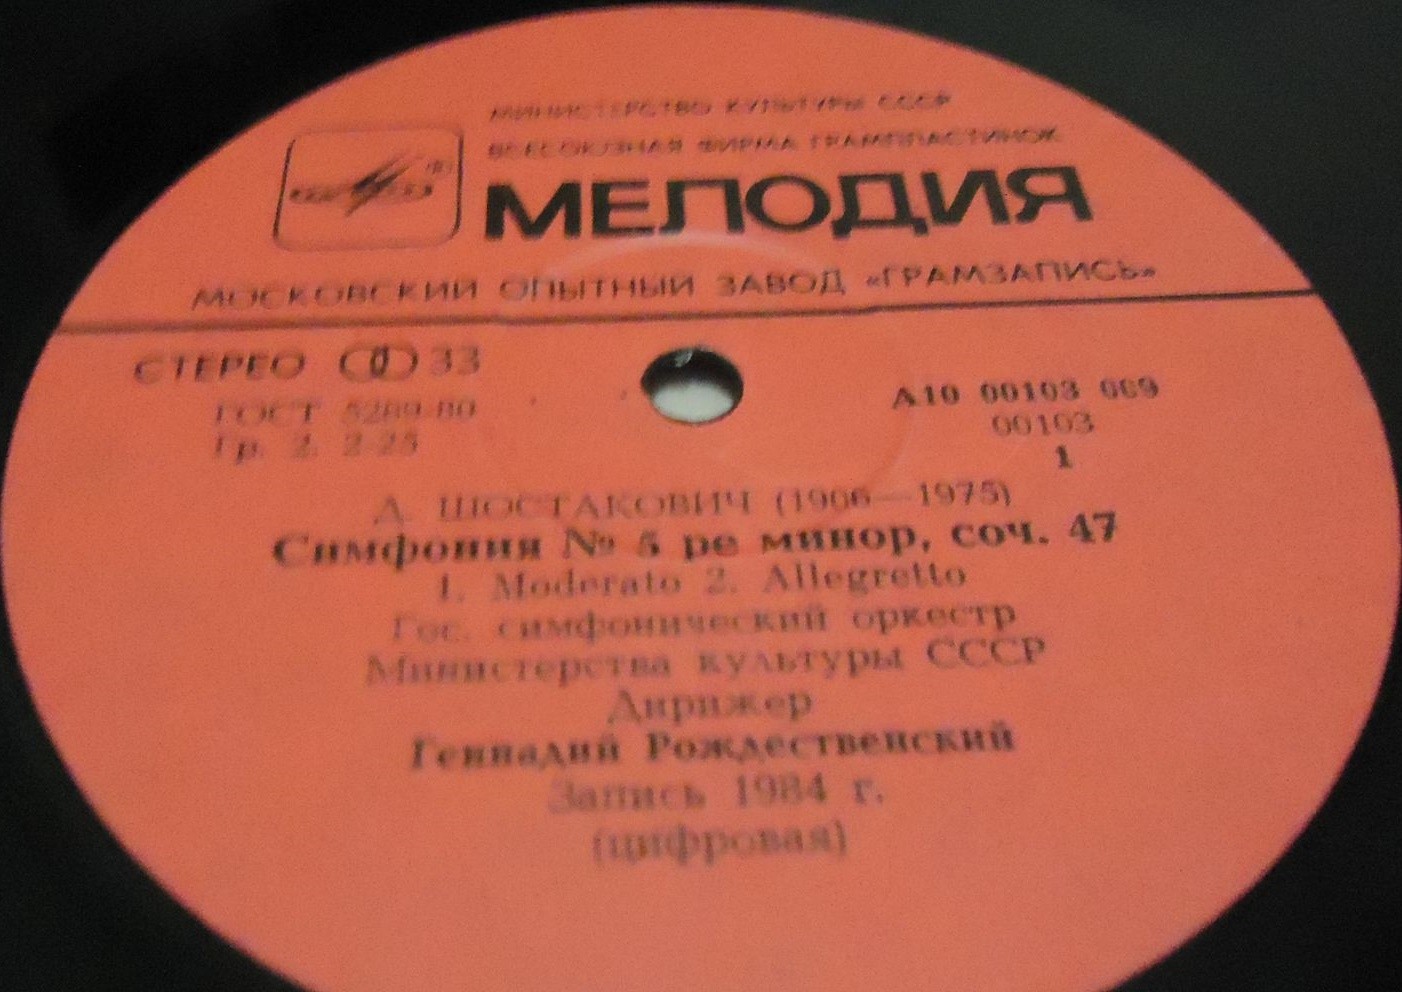 МИНИСТЕРСТВО КУЛЬТУРЫ СССР
ВСЕСОЮЗНАЯ ФИРМА ГРАМПЛАСТИНОК
МЕЛОДИЯ
МОСКОВСКИЙ ОПЫТНЫЙ ЗАВОД «ГРАМЗАПИСЬ»
СТЕРЕО 33
ГОСТ 5289-80
Гр. 2. 2-25
А10 00103 009
00103
1
Д. ШОСТАКОВИЧ (1906—1975)
Симфония № 5 ре минор, соч. 47
1. Moderato 2. Allegretto
Гос. симфонический оркестр
Министерства культуры СССР
Дирижер
Геннадий Рождественский
Запись 1984 г.
(цифровая)